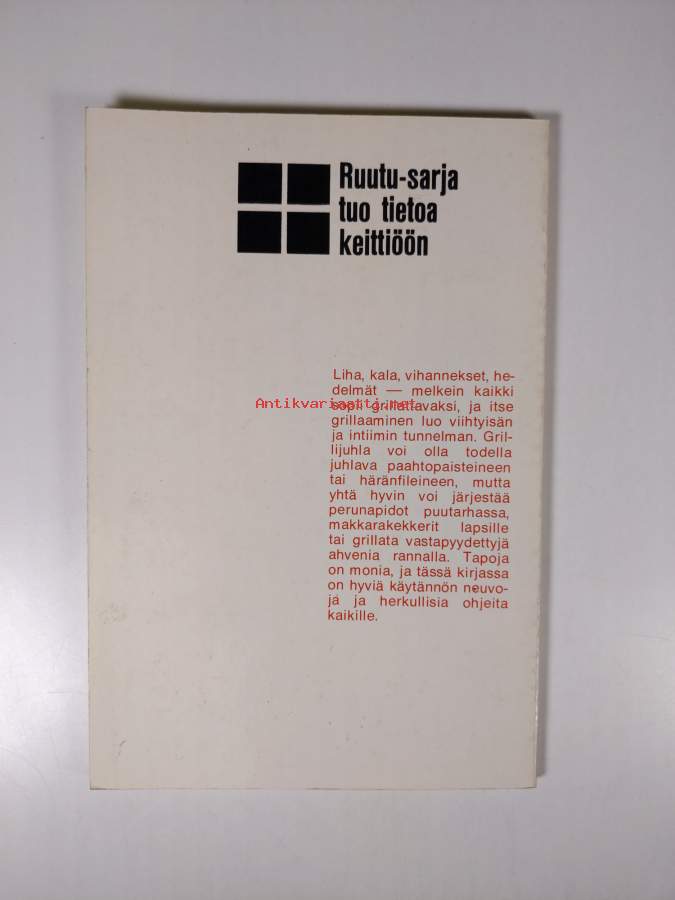 Ruutu-sarja
tuo tietoa
keittiöön
Liha, kala, vihannekset, he-
delmät — melkein kaikki
Antikvariaatti.net
sopii grillattavaksi, ja itse
grillaaminen luo viihtyisän
ja intiimin tunnelman. Gril-
lijuhla voi olla todella
juhlava paahtopaisteineen
tai häränfileineen, mutta
yhtä hyvin voi järjestää
perunapidot puutarhassa,
makkarakekkerit lapsille
tai grillata vastapyydettyjä
ahvenia rannalla. Tapoja
on monia, ja tässä kirjassa
on hyviä käytännön neuvo-
ja ja herkullisia ohjeita
kaikille.